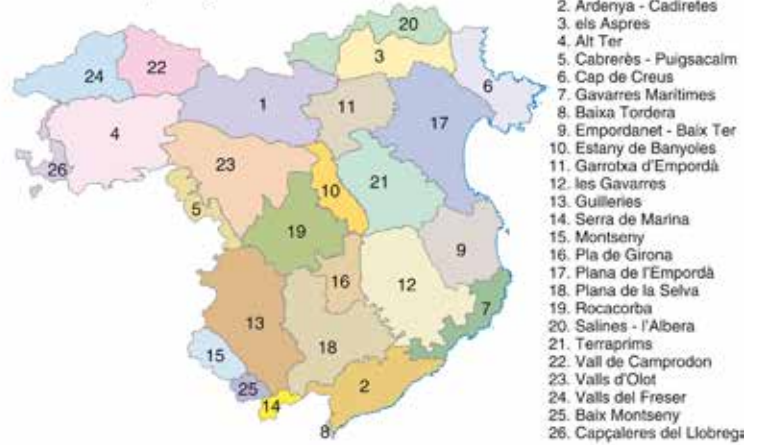 20
24
22
3
6
1
11
17
4
23
26
10
21
5
19
9
16
12
7
13
15
18
25
2
14
8
2. Ardenya - Cadiretes
3. els Aspres
4. Alt Ter
5. Cabrerès - Puigsacalm
6. Cap de Creus
7. Gavarres Marítimes
8. Baixa Tordera
9. Empordanet - Baix Ter
10. Estany de Banyoles
11. Garrotxa d'Empordà
12. les Gavarres
13. Guilleries
14. Serra de Marina
15. Montseny
16. Pla de Girona
17. Plana de l'Empordà
18. Plana de la Selva
19. Rocacorba
20. Salines - l'Albera
21. Terraprims
22. Vall de Camprodon
23. Valls d'Olot
24. Valls del Freser
25. Baix Montseny
26. Capçaleres del Llobrega